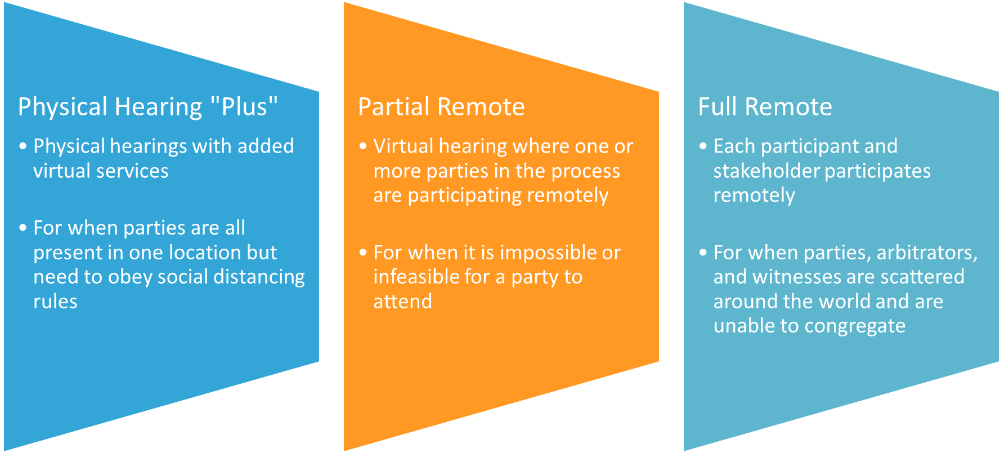 Physical Hearing "Plus"
• Physical hearings with added
virtual services
• For when parties are all
present in one location but
need to obey social distancing
rules
Partial Remote
• Virtual hearing where one or
more parties in the process
are participating remotely
• For when it is impossible or
infeasible for a party to
attend
Full Remote
• Each participant and
stakeholder participates
remotely
• For when parties, arbitrators,
and witnesses are scattered
around the world and are
unable to congregate